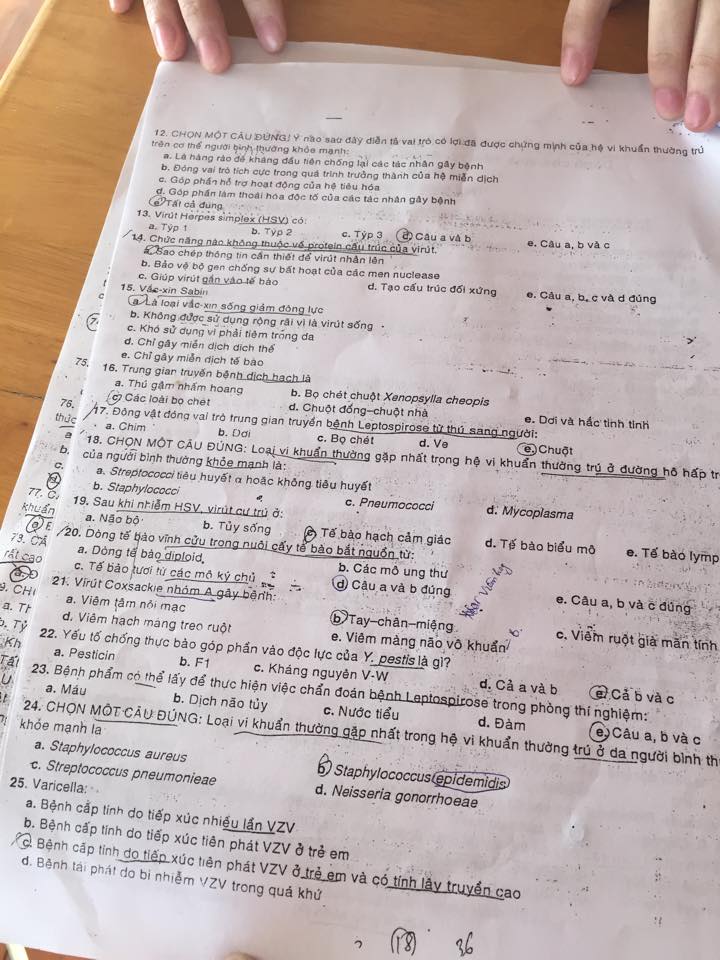 12. CHỌN MỘT CÂU ĐÚNG! Ý nào sau đây diễn tả vai trò có lợi đã được chứng minh của hệ vi khuẩn thường trú
trên cơ thể người bình thường khỏe mạnh:
a. Là hàng rào đề kháng đầu tiên chống lại các tác nhân gây bệnh
b. Đóng vai trò tích cực trong quá trình trưởng thành của hệ miễn dịch
c. Góp phần hỗ trợ hoạt động của hệ tiêu hóa
d. Góp phần làm thoái hóa độc tố của các tác nhân gây bệnh
e. Tất cả đúng
13. Virút Herpes simplex (HSV) có:
a. Týp 1 b. Týp 2 c. Týp 3 d. Câu a và b e. Câu a, b và c
14. Chức năng nào không thuộc về protein cấu trúc của virút.
a. Sao chép thông tin cần thiết để virút nhân lên
b. Bảo vệ bộ gen chống sự bất hoạt của các men nuclease
c. Giúp virút gắn vào tế bào d. Tạo cấu trúc đối xứng e. Câu a, b, c và d đúng
15. Vắc-xin Sabin
a. Là loại vắc-xin sống giảm độc lực
b. Không được sử dụng rộng rãi vì là virút sống
c. Khó sử dụng vì phải tiêm trong da
d. Chỉ gây miễn dịch dịch thể
e. Chỉ gây miễn dịch tế bào
16. Trung gian truyền bệnh dịch hạch là
a. Thú gậm nhấm hoang b. Bọ chét chuột Xenopsylla cheopis
c. Các loài bọ chét d. Chuột đồng–chuột nhà e. Dơi và hắc tinh tinh
17. Động vật đóng vai trò trung gian truyền bệnh Leptospirose từ thú sang người:
a. Chim b. Dơi c. Bọ chét d. Ve e. Chuột
18. CHỌN MỘT CÂU ĐÚNG: Loại vi khuẩn thường gặp nhất trong hệ vi khuẩn thường trú ở đường hô hấp tr
của người bình thường khỏe mạnh là:
a. Streptococci tiêu huyết α hoặc không tiêu huyết
b. Staphylococci c. Pneumococci d. Mycoplasma
19. Sau khi nhiễm HSV, virút cư trú ở:
a. Não bộ b. Tủy sống c. Tế bào hạch cảm giác d. Tế bào biểu mô e. Tế bào lymp
20. Dòng tế bào vĩnh cửu trong nuôi cấy tế bào bắt nguồn từ:
a. Dòng tế bào diploid b. Các mô ung thư
c. Tế bào tươi từ các mô ký chủ d. Câu a và b đúng e. Câu a, b và c đúng
21. Virút Coxsackie nhóm A gây bệnh:
a. Viêm tâm nội mạc b. Tay–chân–miệng c. Viêm ruột già mãn tính
d. Viêm hạch mạng treo ruột e. Viêm màng não vô khuẩn
22. Yếu tố chống thực bào góp phần vào độc lực của Y. pestis là gì?
a. Pesticin b. F1 c. Kháng nguyên V-W d. Cả a và b e. Cả b và c
23. Bệnh phẩm có thể lấy để thực hiện việc chẩn đoán bệnh Leptospirose trong phòng thí nghiệm:
a. Máu b. Dịch não tủy c. Nước tiểu d. Đàm e. Câu a, b và c
24. CHỌN MỘT CÂU ĐÚNG: Loại vi khuẩn thường gặp nhất trong hệ vi khuẩn thường trú ở da người bình th
khỏe mạnh là
a. Staphylococcus aureus b. Staphylococcus epidemidis
c. Streptococcus pneumonieae d. Neisseria gonorrhoeae
25. Varicella:
a. Bệnh cấp tính do tiếp xúc nhiều lần VZV
b. Bệnh cấp tính do tiếp xúc tiên phát VZV ở trẻ em
c. Bệnh cấp tính do tiếp xúc tiên phát VZV ở trẻ em và có tính lây truyền cao
d. Bệnh tái phát do bị nhiễm VZV trong quá khứ
(18) 36
75.
76.
thức
77. C
khuẩn
rất cao